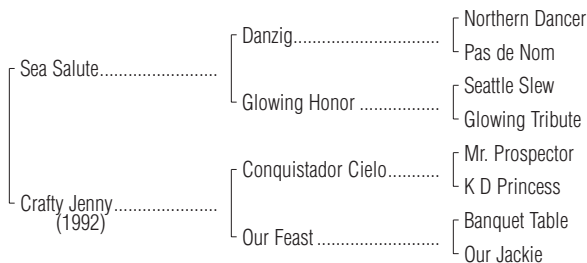 Northern Dancer
Danzig
Pas de Nom
Sea Salute
Seattle Slew
Glowing Honor
Glowing Tribute
Mr. Prospector
Conquistador Cielo
K D Princess
Crafty Jenny
(1992)
Banquet Table
Our Feast
Our Jackie